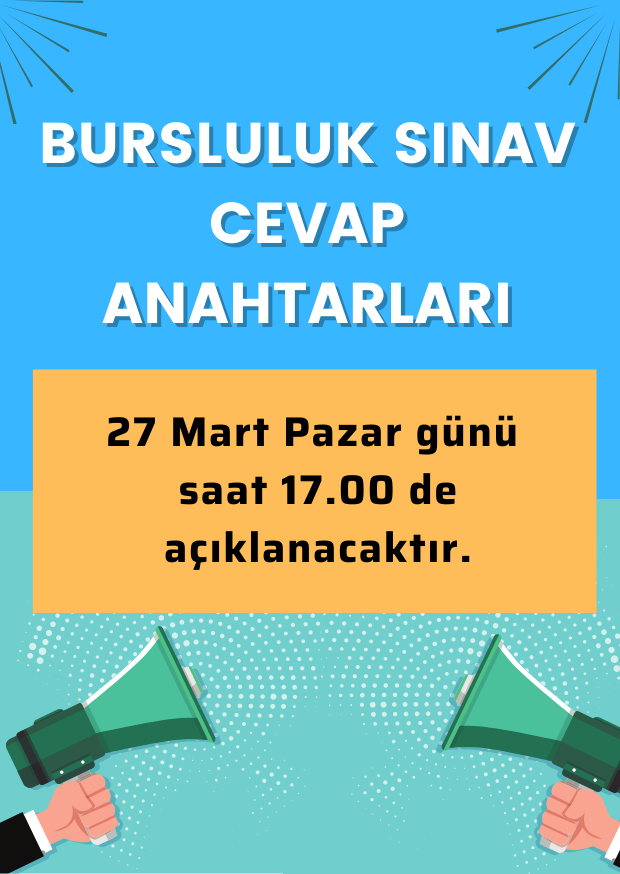 BURSLULUK SINAV
CEVAP
ANAHTARLARI
27 Mart Pazar günü
saat 17.00 de
açıklanacaktır.